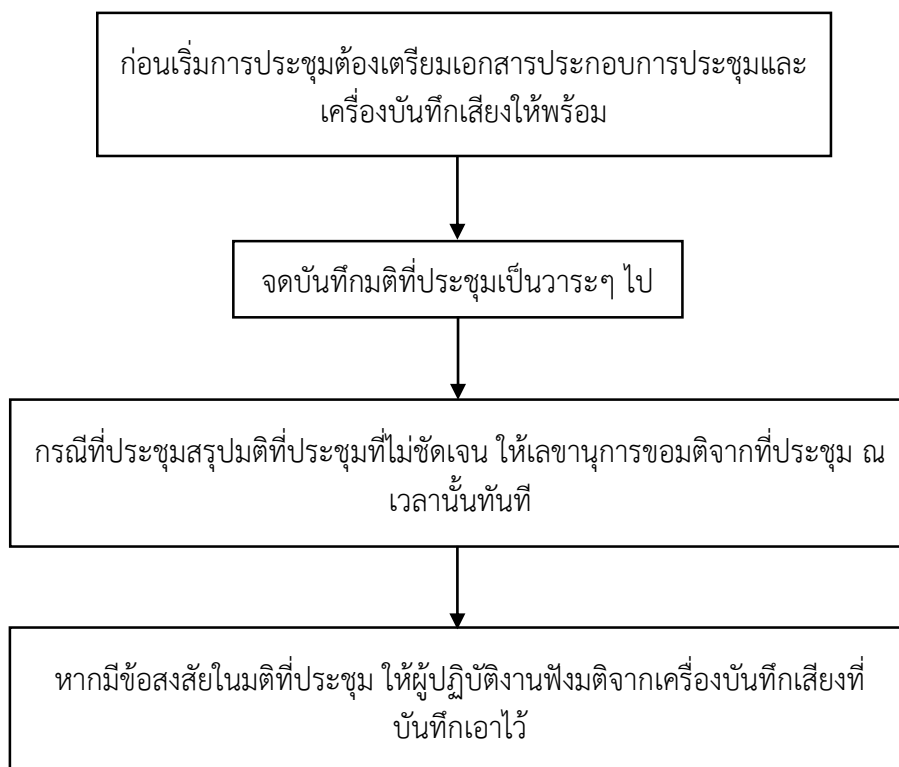 ก่อนเริ่มการประชุมต้องเตรียมเอกสารประกอบการประชุมและ
เครื่องบันทึกเสียงให้พร้อม
จดบันทึกมติที่ประชุมเป็นวาระๆ ไป
กรณีที่ประชุมสรุปมติที่ประชุมที่ไม่ชัดเจน ให้เลขานุการขอมติจากที่ประชุม ณ
เวลานั้นทันที
หากมีข้อสงสัยในมติที่ประชุม ให้ผู้ปฏิบัติงานฟังมติจากเครื่องบันทึกเสียงที่
บันทึกเอาไว้